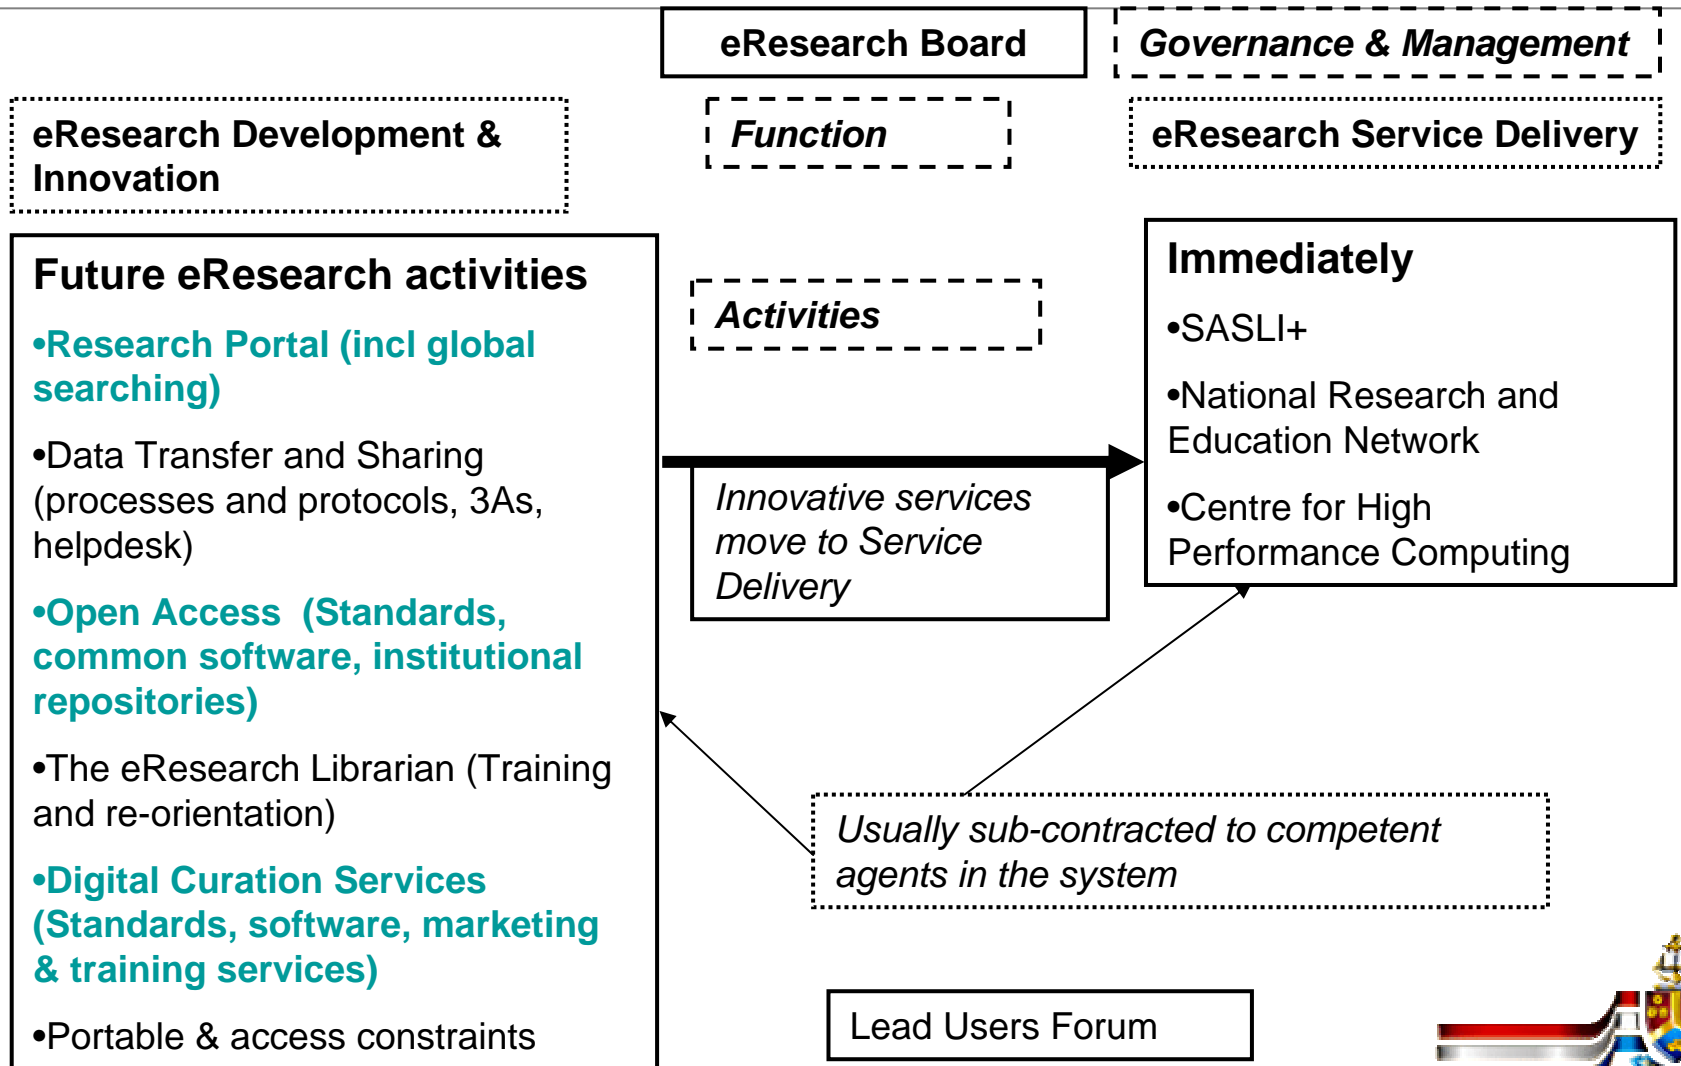 eResearch Board
Governance & Management
eResearch Development &
Innovation
Function
eResearch Service Delivery
Future eResearch activities
•Research Portal (incl global
searching)
•Data Transfer and Sharing
(processes and protocols, 3As,
helpdesk)
•Open Access (Standards,
common software, institutional
repositories)
•The eResearch Librarian (Training
and re-orientation)
•Digital Curation Services
(Standards, software, marketing
& training services)
•Portable & access constraints
Activities
Innovative services
move to Service
Delivery
Immediately
•SASLI+
•National Research and
Education Network
•Centre for High
Performance Computing
Usually sub-contracted to competent
agents in the system
Lead Users Forum